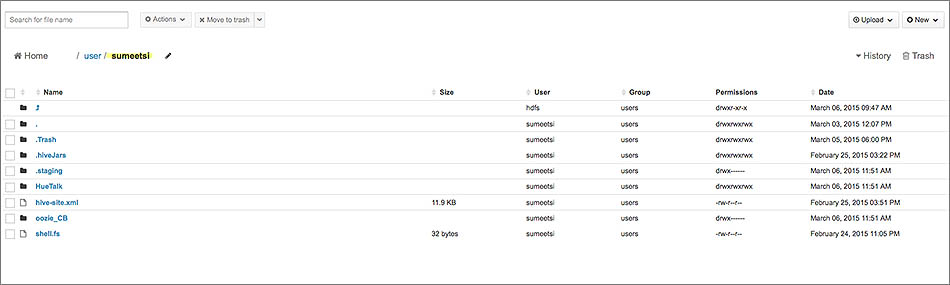 Search for file name Actions Move to trash Upload New
Home / user / sumeetsi History Trash
Name Size User Group Permissions Date
hdfs users drwxr-xr-x March 06, 2015 09:47 AM
. sumeetsi users drwxrwxrwx March 03, 2015 12:07 PM
.Trash sumeetsi users drwxrwxrwx March 05, 2015 06:00 PM
.hiveJars sumeetsi users drwxrwxrwx February 25, 2015 03:22 PM
.staging sumeetsi users drwx------ March 06, 2015 11:51 AM
HueTalk sumeetsi users drwxrwxrwx March 06, 2015 11:51 AM
hive-site.xml 11.9 KB sumeetsi users -rw-r--r-- February 25, 2015 03:51 PM
oozie_CB sumeetsi users drwx------ March 06, 2015 11:51 AM
shell.fs 32 bytes sumeetsi users -rw-r--r-- February 24, 2015 11:05 PM